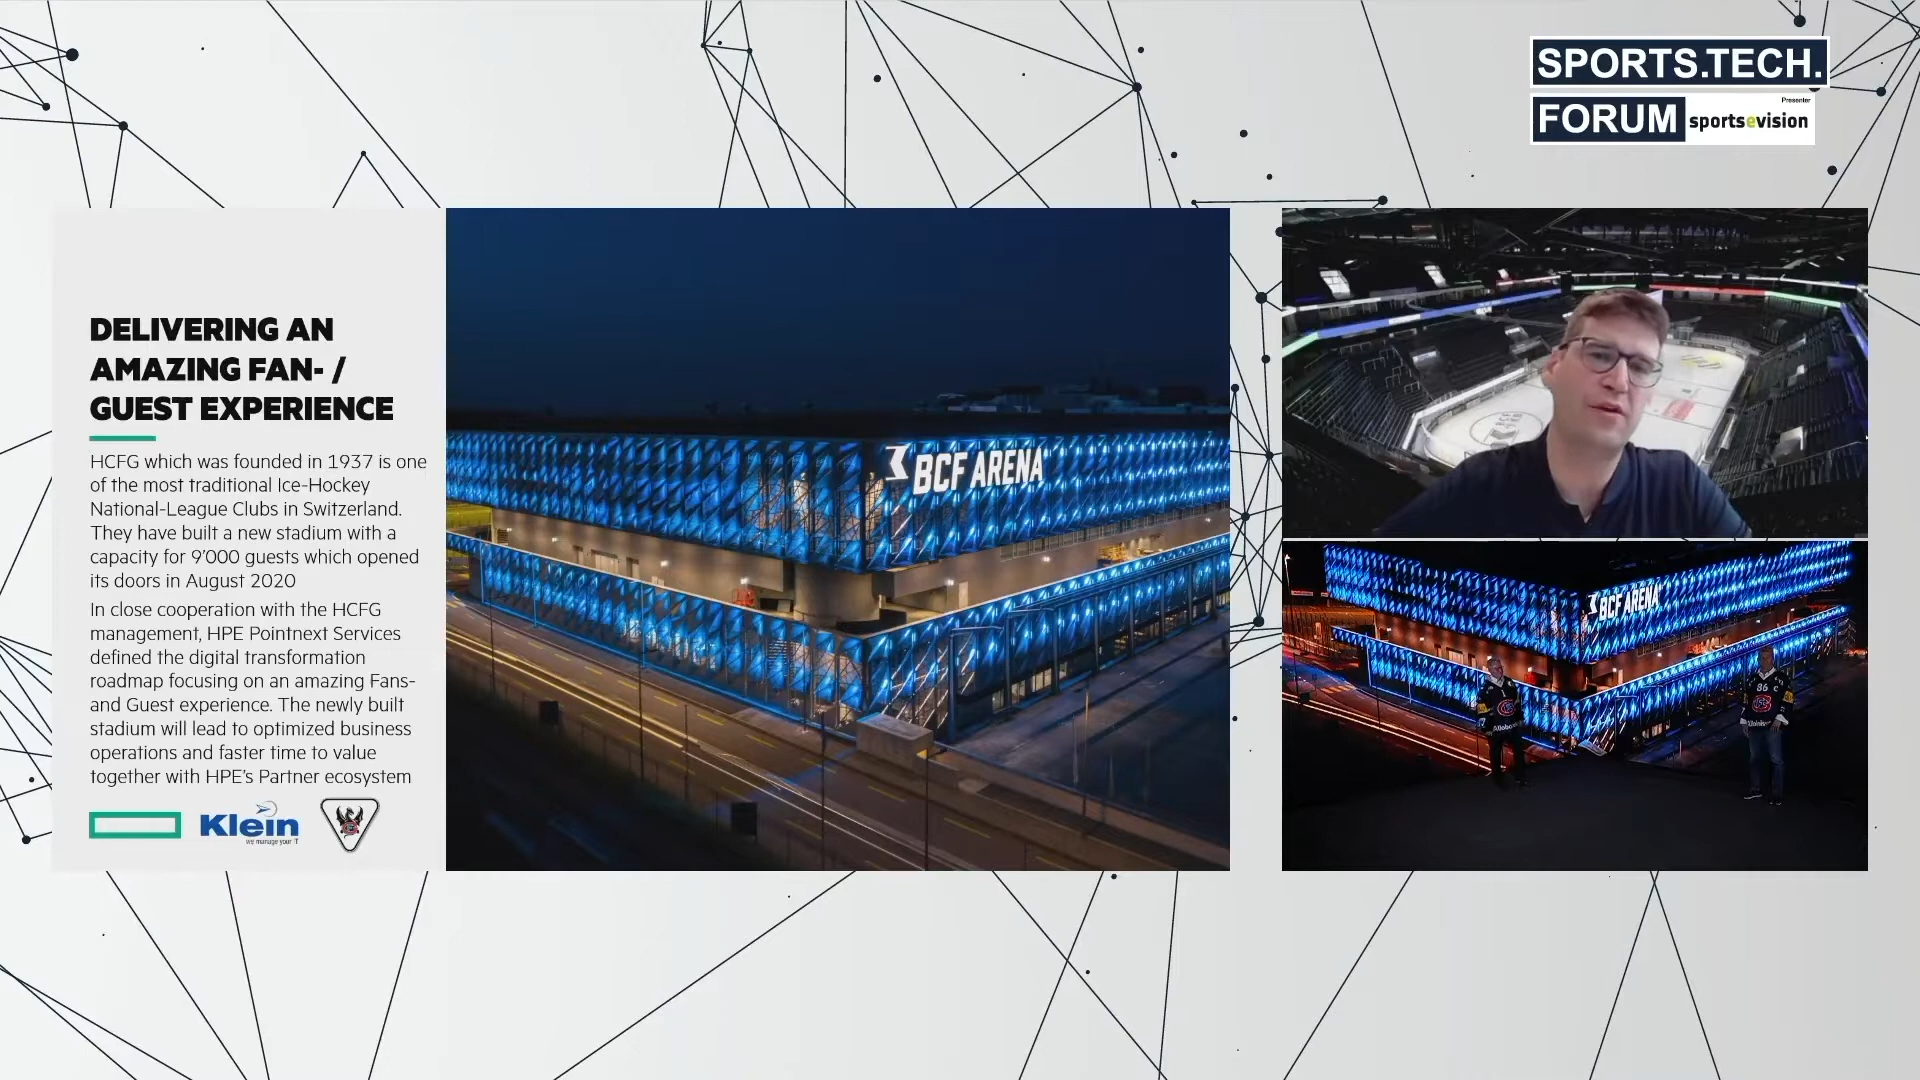 SPORTS.TECH.
FORUM
Presenter
sportsevision
DELIVERING AN
AMAZING FAN- /
GUEST EXPERIENCE
HCFG which was founded in 1937 is one
of the most traditional Ice-Hockey
National-League Clubs in Switzerland.
They have built a new stadium with a
capacity for 9'000 guests which opened
its doors in August 2020
In close cooperation with the HCFG
management, HPE Pointnext Services
defined the digital transformation
roadmap focusing on an amazing Fans-
and Guest experience. The newly built
stadium will lead to optimized business
operations and faster time to value
together with HPE's Partner ecosystem
Klein
we manage your IT
BCF ARENA
BCF ARENA
86